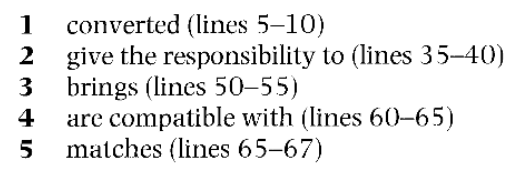 1 converted (lines 5–10)
2 give the responsibility to (lines 35–40)
3 brings (lines 50–55)
4 are compatible with (lines 60–65)
5 matches (lines 65–67)